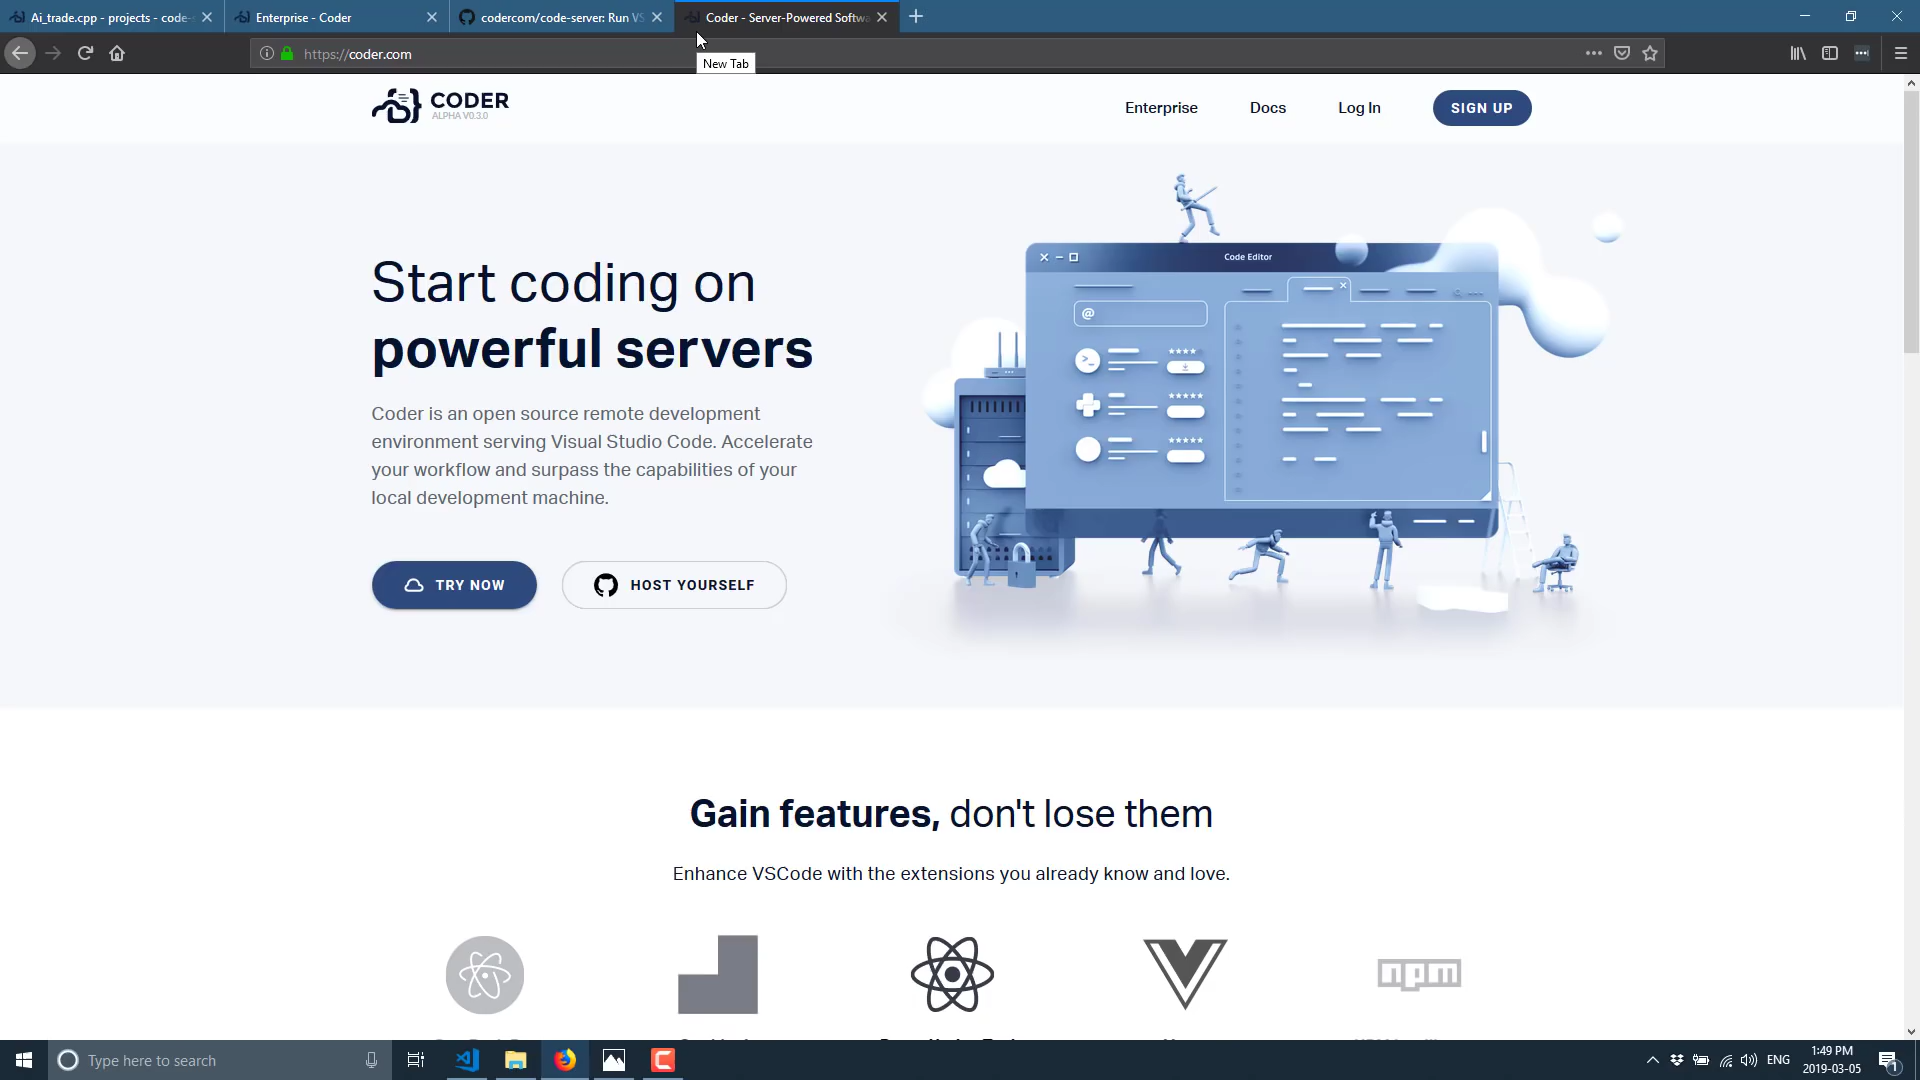 Ai_trade.cpp - projects - code-
Enterprise - Coder
codercom/code-server: Run VS
Coder - Server-Powered Softwa
https://coder.com
New Tab
CODER
ALPHA V0.3.0
Enterprise
Docs
Log In
SIGN UP
Code Editor
@
Start coding on
powerful servers
Coder is an open source remote development
environment serving Visual Studio Code. Accelerate
your workflow and surpass the capabilities of your
local development machine.
TRY NOW
HOST YOURSELF
Gain features, don't lose them
Enhance VSCode with the extensions you already know and love.
npm
Type here to search
ENG
1:49 PM
2019-03-05
1